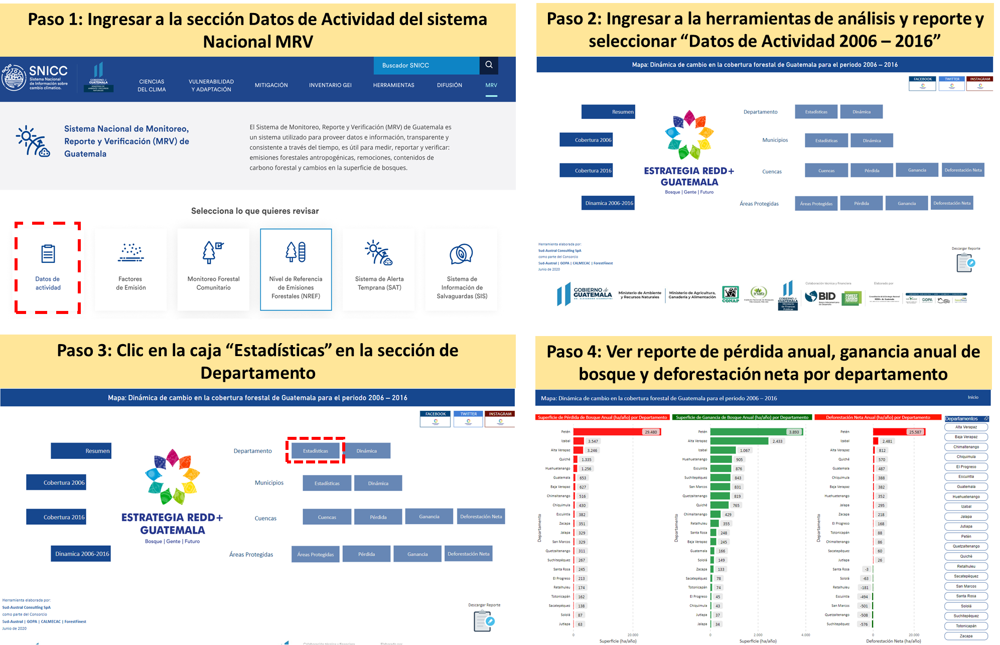 Paso 1: Ingresar a la sección Datos de Actividad del sistema
Nacional MRV
SNICC
Sistema Nacional
de Información sobre
cambio climatico.
GOBIERNO de
GUATEMALA
Buscador SNICC
CIENCIAS
DEL CLIMA
VULNERABILIDAD
Y ADAPTACIÓN
MITIGACIÓN
INVENTARIO GEI
HERRAMIENTAS
DIFUSIÓN
MRV
Sistema Nacional de Monitoreo,
Reporte y Verificación (MRV) de
Guatemala
El Sistema de Monitoreo, Reporte y Verificación (MRV) de Guatemala es
un sistema utilizado para proveer datos e información, transparente y
consistente a través del tiempo, es útil para medir, reportar y verificar:
emisiones forestales antropogénicas, remociones, contenidos de
carbono forestal y cambios en la superficie de bosques.
Selecciona lo que quieres revisar
Datos de
actividad
Factores
de Emisión
Monitoreo Forestal
Comunitario
Nivel de Referencia
de Emisiones
Forestales (NREF)
Sistema de Alerta
Temprana (SAT)
Sistema de
Información de
Salvaguardas (SIS)
Paso 2: Ingresar a la herramientas de análisis y reporte y
seleccionar “Datos de Actividad 2006 – 2016”
Mapa: Dinámica de cambio en la cobertura forestal de Guatemala para el periodo 2006 – 2016
FACEBOOK
TWITTER
INSTAGRAM
Resumen
Cobertura 2006
Cobertura 2016
Dinamica 2006-2016
ESTRATEGIA REDD+
GUATEMALA
Bosque | Gente | Futuro
Departamento
Estadísticas
Dinámica
Municipios
Estadísticas
Dinámica
Cuencas
Cuencas
Pérdida
Ganancia
Deforestación Neta
Áreas Protegidas
Áreas Protegidas
Pérdida
Ganancia
Deforestación Neta
Herramienta elaborada por:
Sud-Austral Consulting SpA
como parte del Consorcio
Sud-Austral | GOPA | CALMECAC | ForestFinest
Junio de 2020
Descargar Reporte
Colaboración técnica y financiera
Elaborado por
GOBIERNO de
GUATEMALA
DR. ALEJANDRO GIAMMATTEI
Ministerio de Ambiente
y Recursos Naturales
Ministerio de Agricultura,
Ganadería y Alimentación
CONAP
inab
GOBIERNO de
GUATEMALA
Ministerio
de Finanzas
Públicas
BID
FOREST
CARBON
GOPA
Paso 3: Clic en la caja “Estadísticas” en la sección de
Departamento
Mapa: Dinámica de cambio en la cobertura forestal de Guatemala para el periodo 2006 – 2016
FACEBOOK
TWITTER
INSTAGRAM
Resumen
Cobertura 2006
Cobertura 2016
Dinamica 2006-2016
ESTRATEGIA REDD+
GUATEMALA
Bosque | Gente | Futuro
Departamento
Estadísticas
Dinámica
Municipios
Estadísticas
Dinámica
Cuencas
Cuencas
Pérdida
Ganancia
Deforestación Neta
Áreas Protegidas
Áreas Protegidas
Pérdida
Ganancia
Deforestación Neta
Herramienta elaborada por:
Sud-Austral Consulting SpA
como parte del Consorcio
Sud-Austral | GOPA | CALMECAC | ForestFinest
Junio de 2020
Descargar Reporte
Colaboración técnica y financiera
Elaborado por
Paso 4: Ver reporte de pérdida anual, ganancia anual de
bosque y deforestación neta por departamento
Mapa: Dinámica de cambio en la cobertura forestal de Guatemala para el periodo 2006 – 2016
Inicio
Superficie de Pérdida de Bosque Anual (ha/año) por Departamento
Departamento
Petén 29.480
Izabal 3.547
Alta Verapaz 3.246
Quiché 1.335
Huehuetenango 1.256
Guatemala 653
Baja Verapaz 627
Chimaltenango 516
Chiquimula 430
Escuintla 382
Zacapa 351
Jalapa 329
San Marcos 329
Quetzaltenango 311
Suchitepéquez 267
Santa Rosa 245
El Progreso 213
Retalhuleu 174
Totonicapán 162
Sacatepéquez 138
Sololá 87
Jutiapa 63
0 20.000
Superficie (ha/año)
Superficie de Ganancia de Bosque Anual (ha/año) por Departamento
Departamento
Petén 3.893
Alta Verapaz 2.433
Izabal 1.067
Huehuetenango 905
Escuintla 876
Suchitepéquez 843
San Marcos 831
Quetzaltenango 819
Quiché 765
Chimaltenango 429
Retalhuleu 355
Santa Rosa 248
Baja Verapaz 245
Guatemala 166
Sololá 149
Zacapa 133
Sacatepéquez 78
Totonicapán 74
El Progreso 45
Chiquimula 43
Jutiapa 37
Jalapa 34
0 2.000 4.000
Superficie (ha/año)
Deforestación Neta Anual (ha/año) por Departamento
Departamento
Petén 25.587
Izabal 2.481
Alta Verapaz 812
Quiché 570
Guatemala 487
Chiquimula 388
Baja Verapaz 382
Huehuetenango 352
Jalapa 295
Zacapa 218
El Progreso 168
Totonicapán 88
Chimaltenango 86
Sacatepéquez 60
Jutiapa 26
Santa Rosa -3
Sololá -63
Retalhuleu -181
Escuintla -494
San Marcos -501
Quetzaltenango -508
Suchitepéquez -576
0 20.000
Deforestación Neta (ha/año)
Departamentos
Alta Verapaz
Baja Verapaz
Chimaltenango
Chiquimula
El Progreso
Escuintla
Guatemala
Huehuetenango
Izabal
Jalapa
Jutiapa
Petén
Quetzaltenango
Quiché
Retalhuleu
Sacatepéquez
San Marcos
Santa Rosa
Sololá
Suchitepéquez
Totonicapán
Zacapa